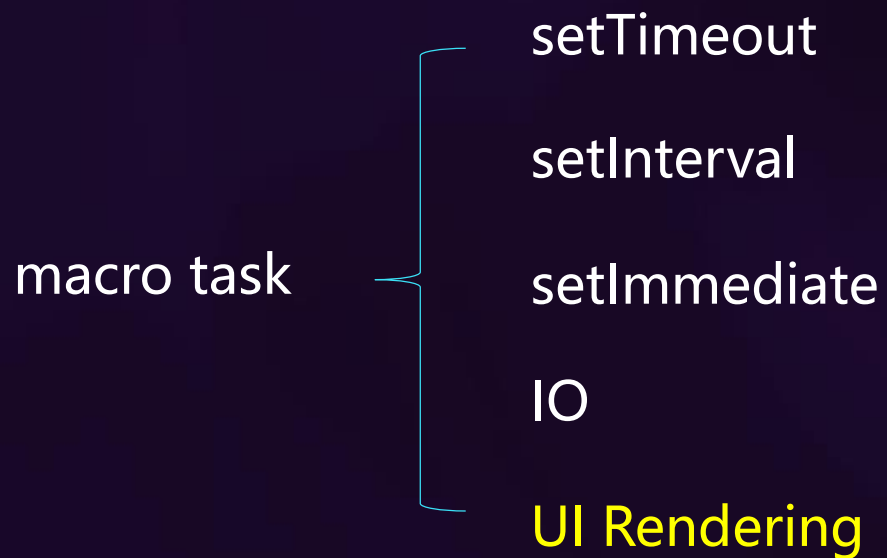 setTimeout
setInterval
macro task
setImmediate
IO
UI Rendering